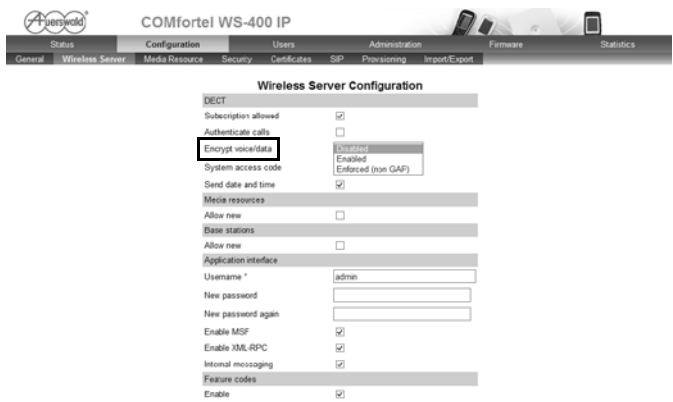 Auerswald
COMfortel WS-400 IP
Status Configuration Users Administration Firmware Statistics
General Wireless Server Media Resource Security Certificates SIP Provisioning Import/Export
Wireless Server Configuration
DECT
Subscription allowed
Authenticate calls
Encrypt voice/data Disabled
Enabled
System access code Enforced (non GAP)
Send date and time
Media resources
Allow new
Base stations
Allow new
Application interface
Username * admin
New password
New password again
Enable MSF
Enable XML-RPC
Internal messaging
Feature codes
Enable